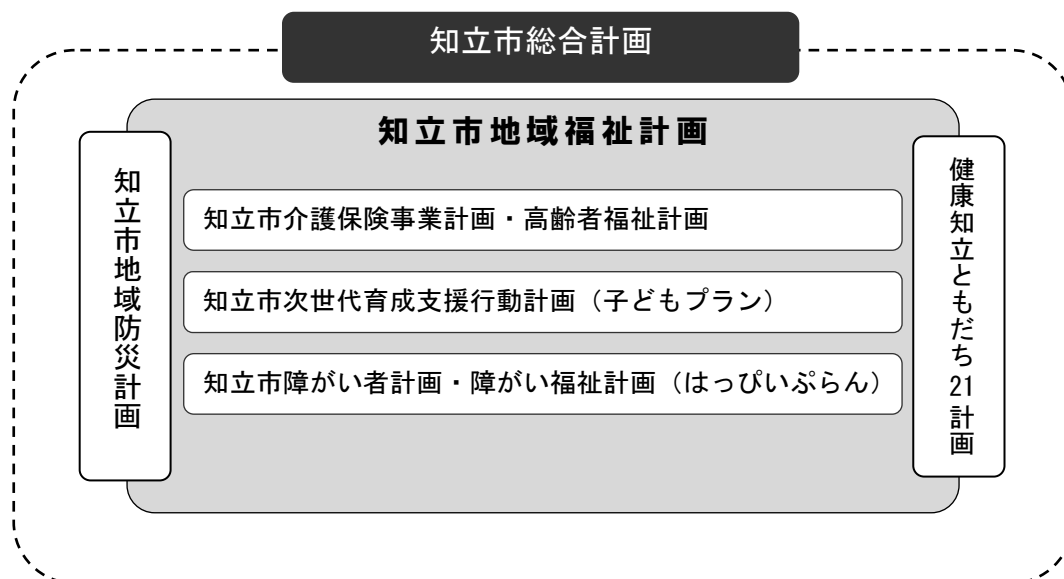 知立市総合計画
知立市地域福祉計画
知立市地域防災計画
知立市介護保険事業計画・高齢者福祉計画
知立市次世代育成支援行動計画（子どもプラン）
知立市障がい者計画・障がい福祉計画（はっぴいぷらん）
健康知立ともだち21計画